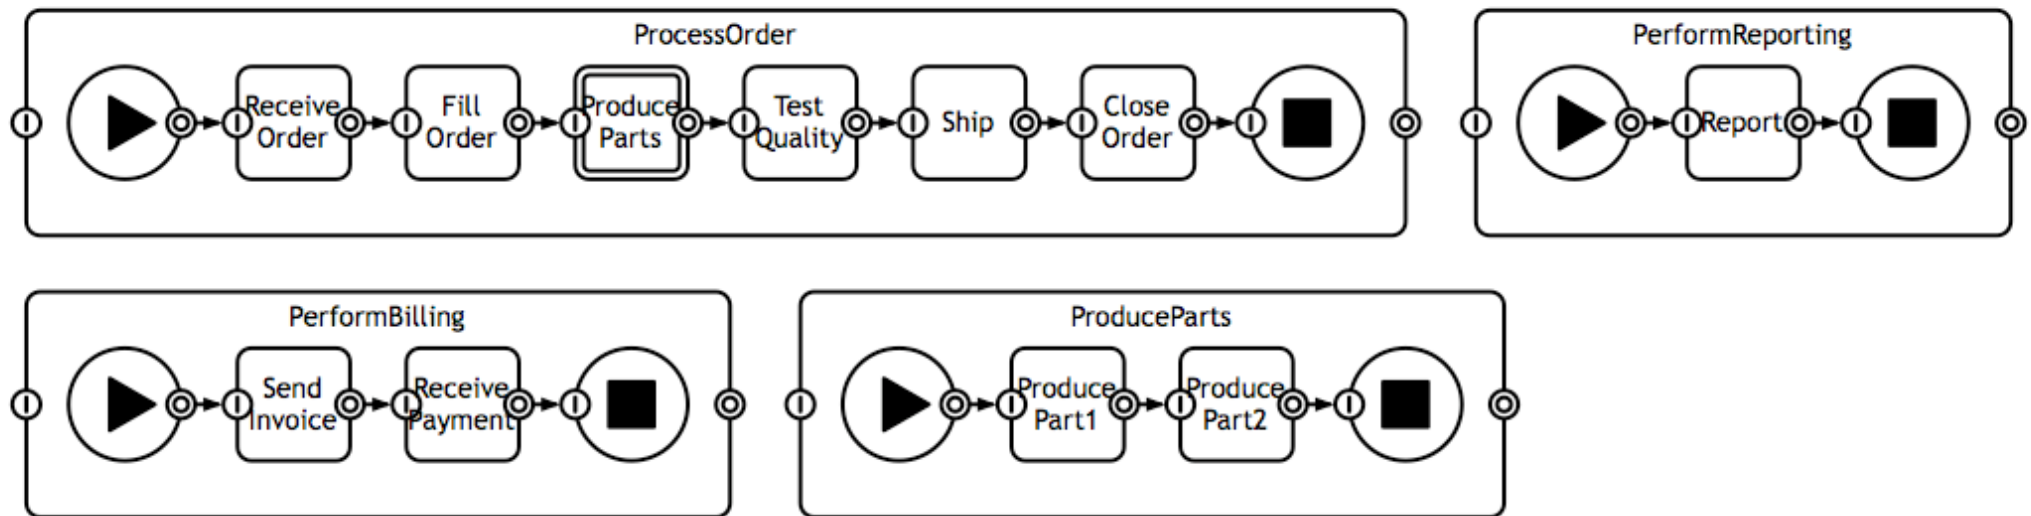 ProcessOrder
Receive
Order
Fill
Order
Produce
Parts
Test
Quality
Ship
Close
Order
PerformReporting
Report
PerformBilling
Send
Invoice
Receive
Payment
ProduceParts
Produce
Part1
Produce
Part2